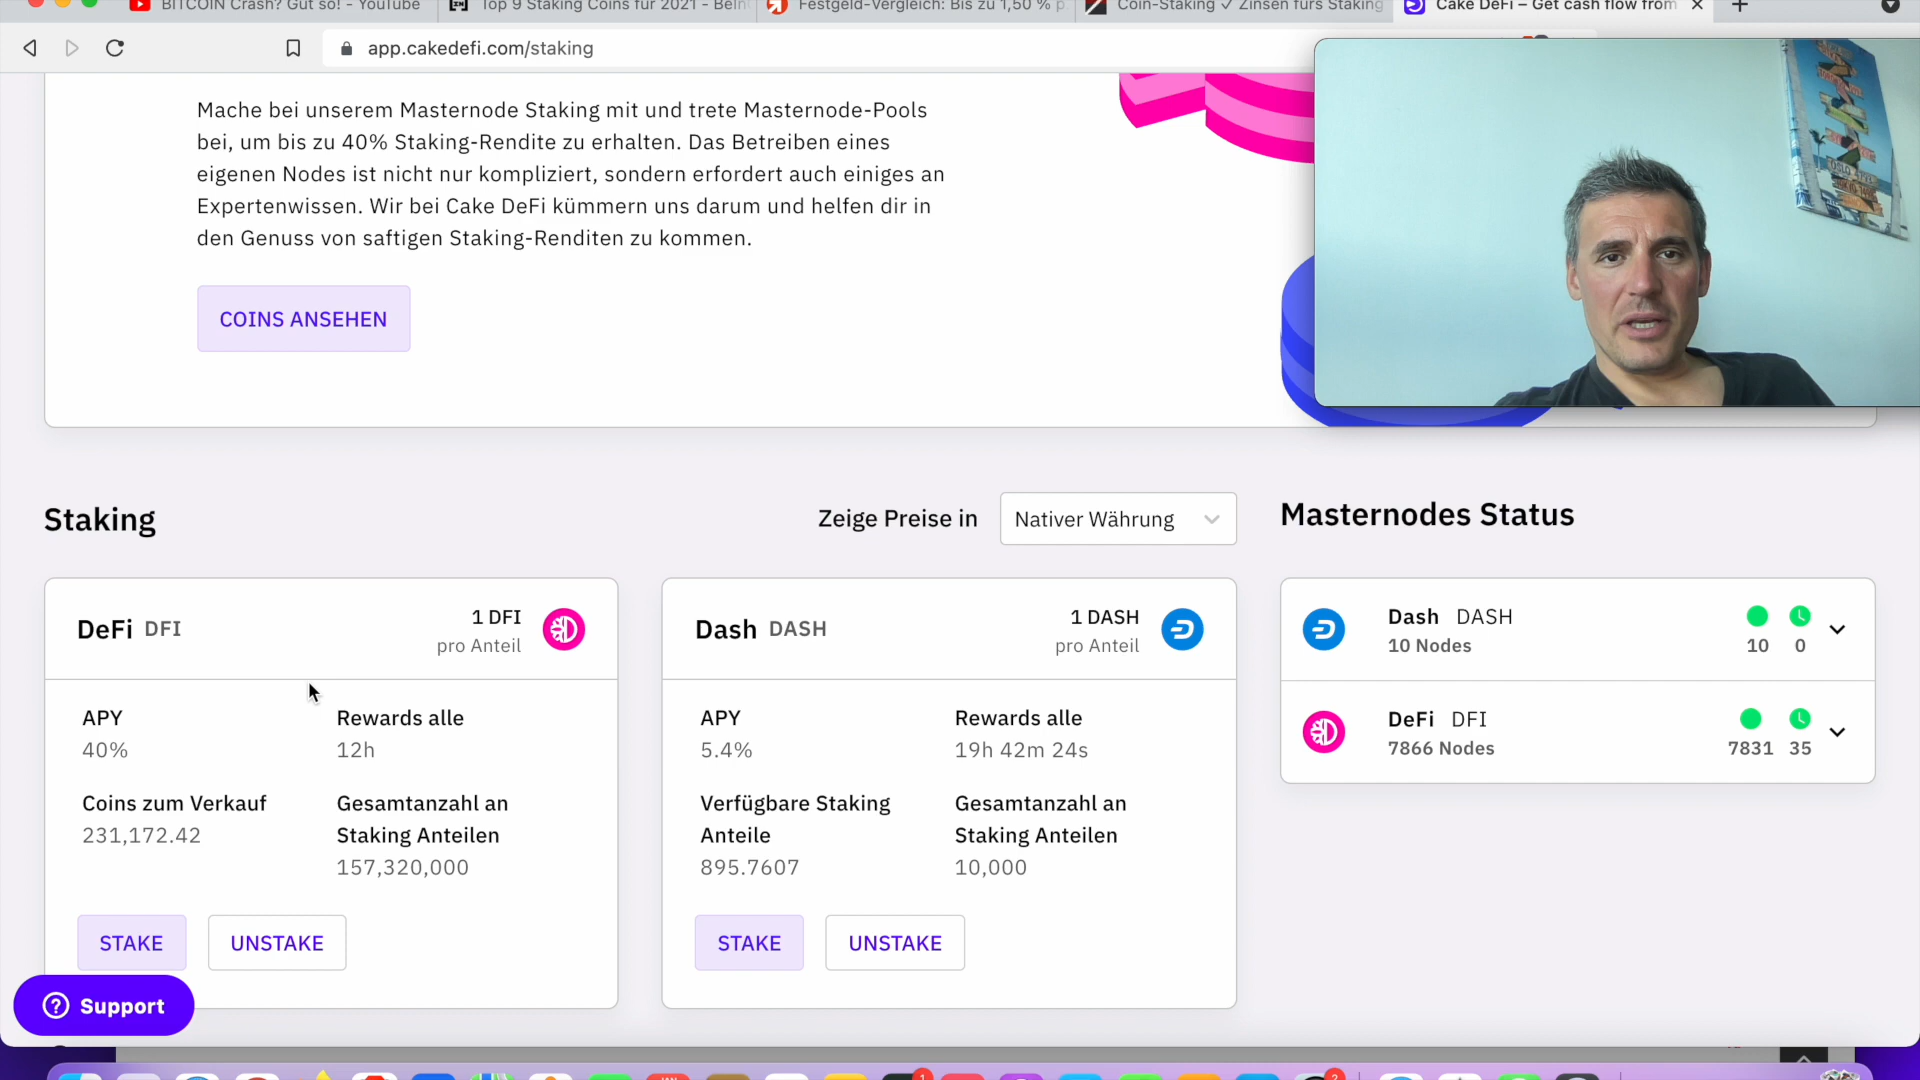 BITCOIN Crash? Gut so! - YouTube
Top 9 Staking Coins für 2021 - BeIn
Festgeld-Vergleich: Bis zu 1,50 % p
Coin-Staking ✓ Zinsen fürs Staking
Cake DeFi – Get cash flow from
app.cakedefi.com/staking
Mache bei unserem Masternode Staking mit und trete Masternode-Pools
bei, um bis zu 40% Staking-Rendite zu erhalten. Das Betreiben eines
eigenen Nodes ist nicht nur kompliziert, sondern erfordert auch einiges an
Expertenwissen. Wir bei Cake DeFi kümmern uns darum und helfen dir in
den Genuss von saftigen Staking-Renditen zu kommen.
COINS ANSEHEN
Staking
Zeige Preise in
Nativer Währung
DeFi DFI
1 DFI
pro Anteil
APY
40%
Rewards alle
12h
Coins zum Verkauf
231,172.42
Gesamtanzahl an
Staking Anteilen
157,320,000
STAKE
UNSTAKE
Dash DASH
1 DASH
pro Anteil
APY
5.4%
Rewards alle
19h 42m 24s
Verfügbare Staking
Anteile
895.7607
Gesamtanzahl an
Staking Anteilen
10,000
STAKE
UNSTAKE
Masternodes Status
Dash DASH
10 Nodes
10
0
DeFi DFI
7866 Nodes
7831
35
Support